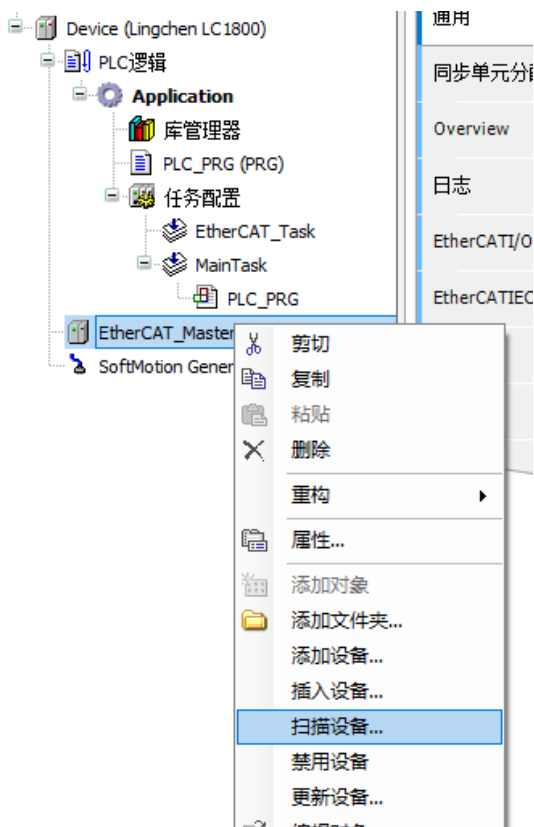 Device (Lingchen LC1800)
PLC逻辑
Application
库管理器
PLC_PRG (PRG)
任务配置
EtherCAT_Task
MainTask
PLC_PRG
EtherCAT_Master
SoftMotion Gener
剪切
复制
粘贴
删除
重构
属性...
添加对象
添加文件夹...
添加设备...
插入设备...
扫描设备...
禁用设备
更新设备...
通用
同步单元分配
Overview
日志
EtherCATI/O
EtherCATIEC